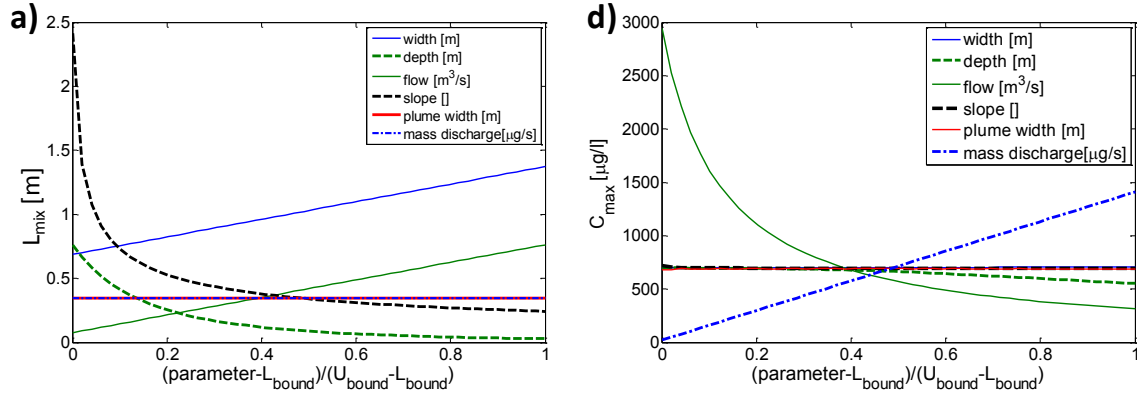 a)
L_mix [m]
2.5
2
1.5
1
0.5
0
0 0.2 0.4 0.6 0.8 1
(parameter-L_bound)/(U_bound-L_bound)
width [m]
depth [m]
flow [m³/s]
slope []
plume width [m]
mass discharge[µg/s]
d)
C_max [µg/l]
3000
2500
2000
1500
1000
500
0
0 0.2 0.4 0.6 0.8 1
(parameter-L_bound)/(U_bound-L_bound)
width [m]
depth [m]
flow [m³/s]
slope []
plume width [m]
mass discharge[µg/s]